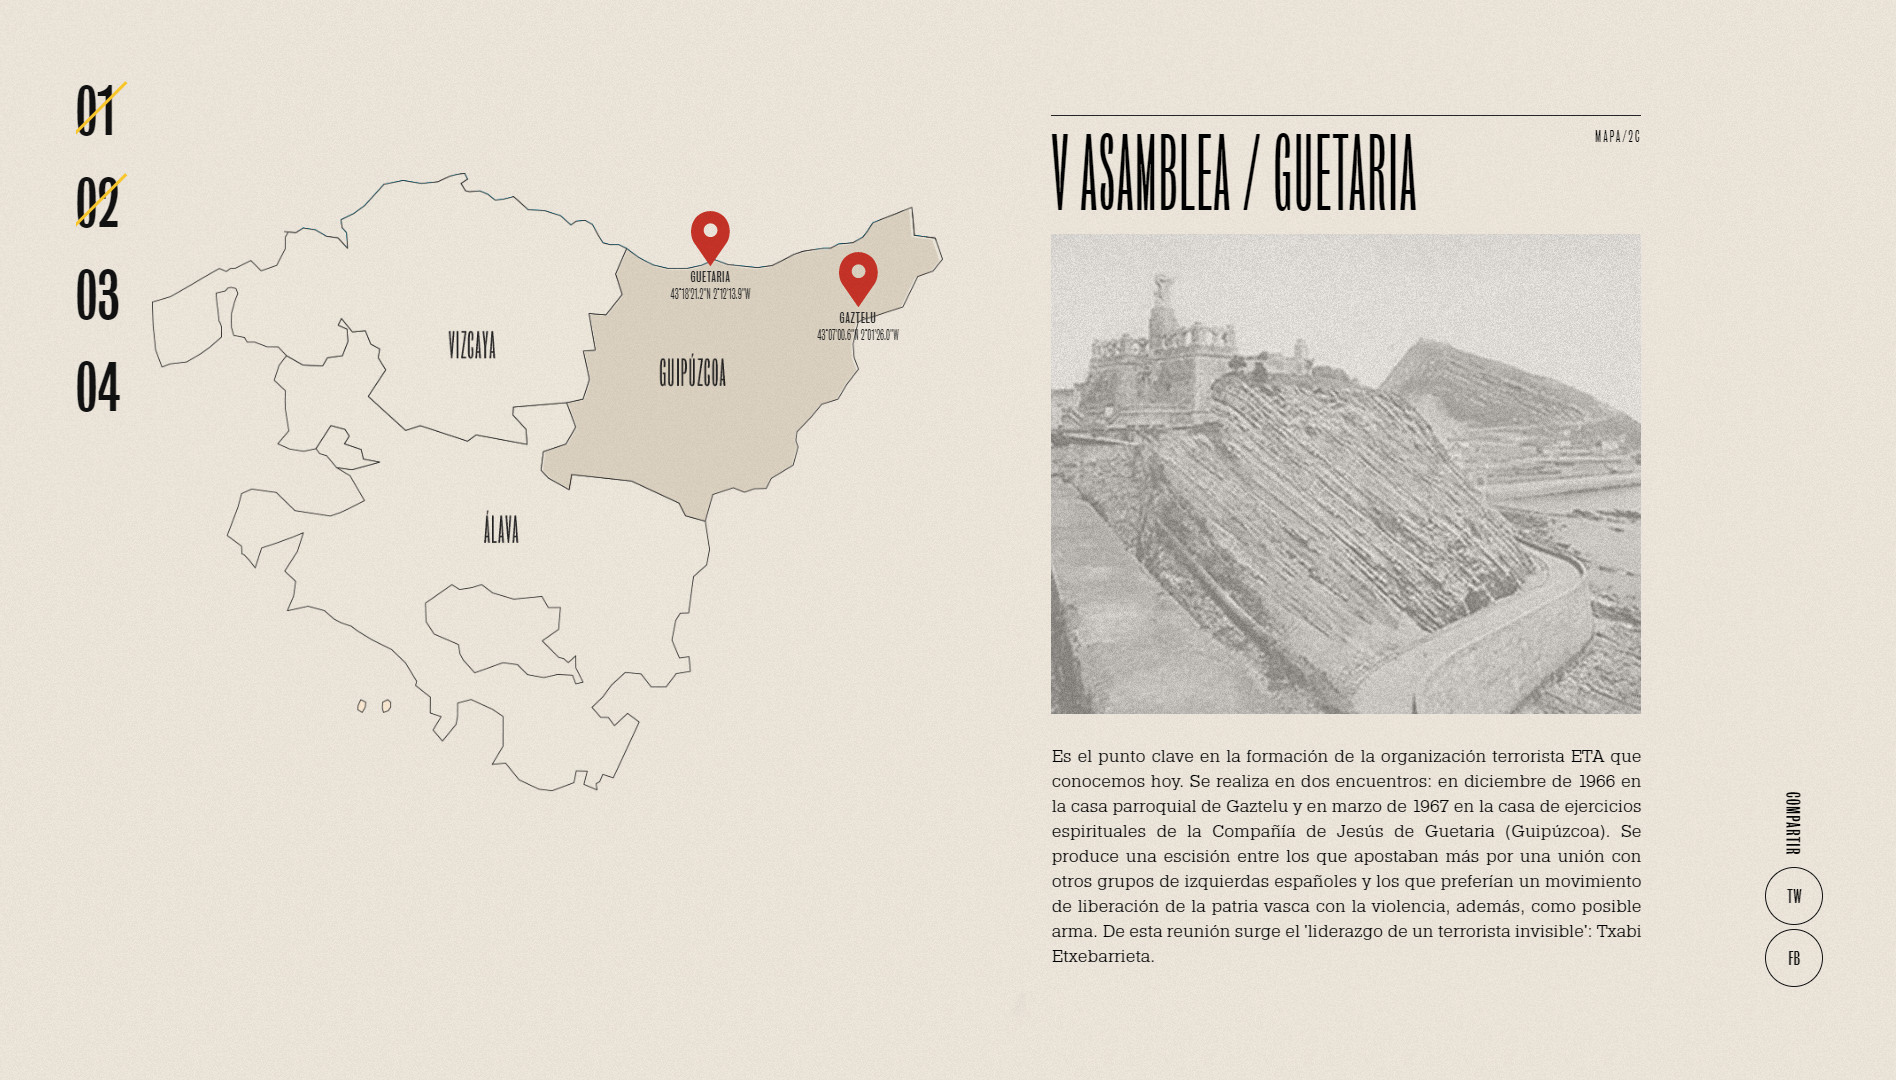 01
02
03
04
GUETARIA
43°18'21.2"N 2°12'13.9"W
GAZTELU
43°07'00.6"N 2°01'26.0"W
VIZCAYA
GUIPÚZCOA
ÁLAVA
MAPA/2C
V ASAMBLEA / GUETARIA
Es el punto clave en la formación de la organización terrorista ETA que
conocemos hoy. Se realiza en dos encuentros: en diciembre de 1966 en
la casa parroquial de Gaztelu y en marzo de 1967 en la casa de ejercicios
espirituales de la Compañía de Jesús de Guetaria (Guipúzcoa). Se
produce una escisión entre los que apostaban más por una unión con
otros grupos de izquierdas españoles y los que preferían un movimiento
de liberación de la patria vasca con la violencia, además, como posible
arma. De esta reunión surge el 'liderazgo de un terrorista invisible': Txabi
Etxebarrieta.
COMPARTIR
TW
FB